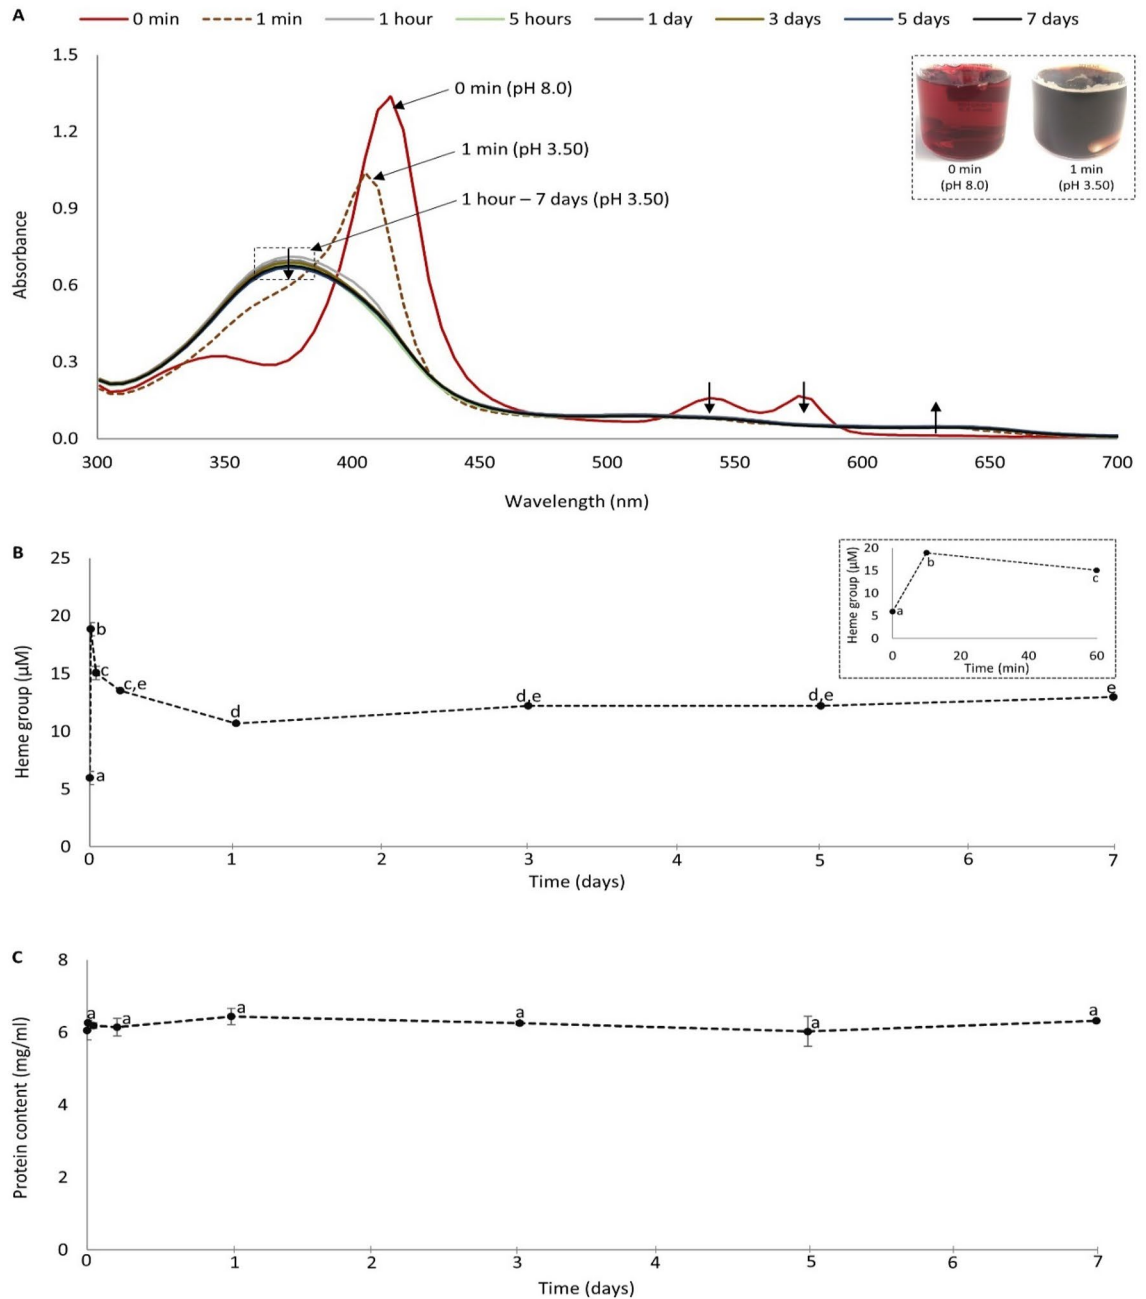 A
0 min 1 min 1 hour 5 hours 1 day 3 days 5 days 7 days
1.5
1.2
0.9
0.6
0.3
0.0
Absorbance
0 min (pH 8.0)
1 min (pH 3.50)
1 hour – 7 days (pH 3.50)
0 min
(pH 8.0)
1 min
(pH 3.50)
300 350 400 450 500 550 600 650 700
Wavelength (nm)
B
25
20
15
10
5
0
Heme group (µM)
b
c
c,e
a
d
d,e
d,e
e
0 1 2 3 4 5 6 7
Time (days)
Heme group (µM)
20
15
10
5
0
a
b
c
0 20 40 60
Time (min)
C
8
6
4
2
0
Protein content (mg/ml)
a
a
a
a
a
a
0 1 2 3 4 5 6 7
Time (days)